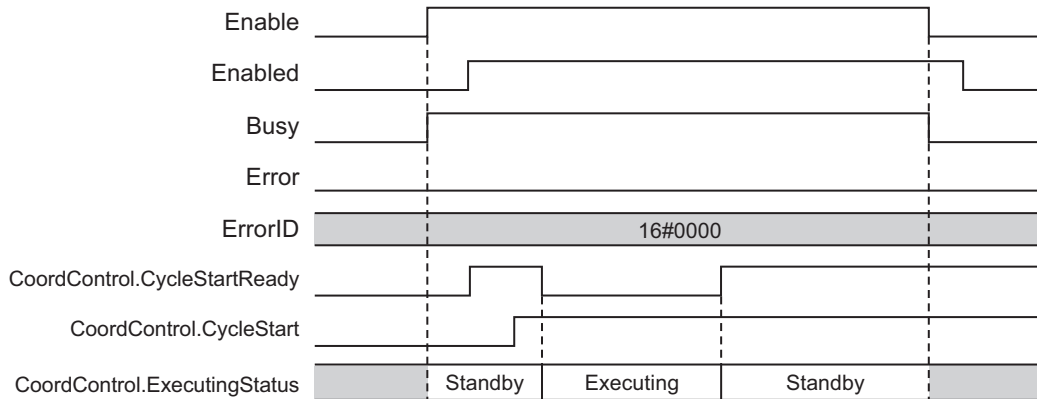 Enable
Enabled
Busy
Error
ErrorID 16#0000
CoordControl.CycleStartReady
CoordControl.CycleStart
CoordControl.ExecutingStatus Standby Executing Standby